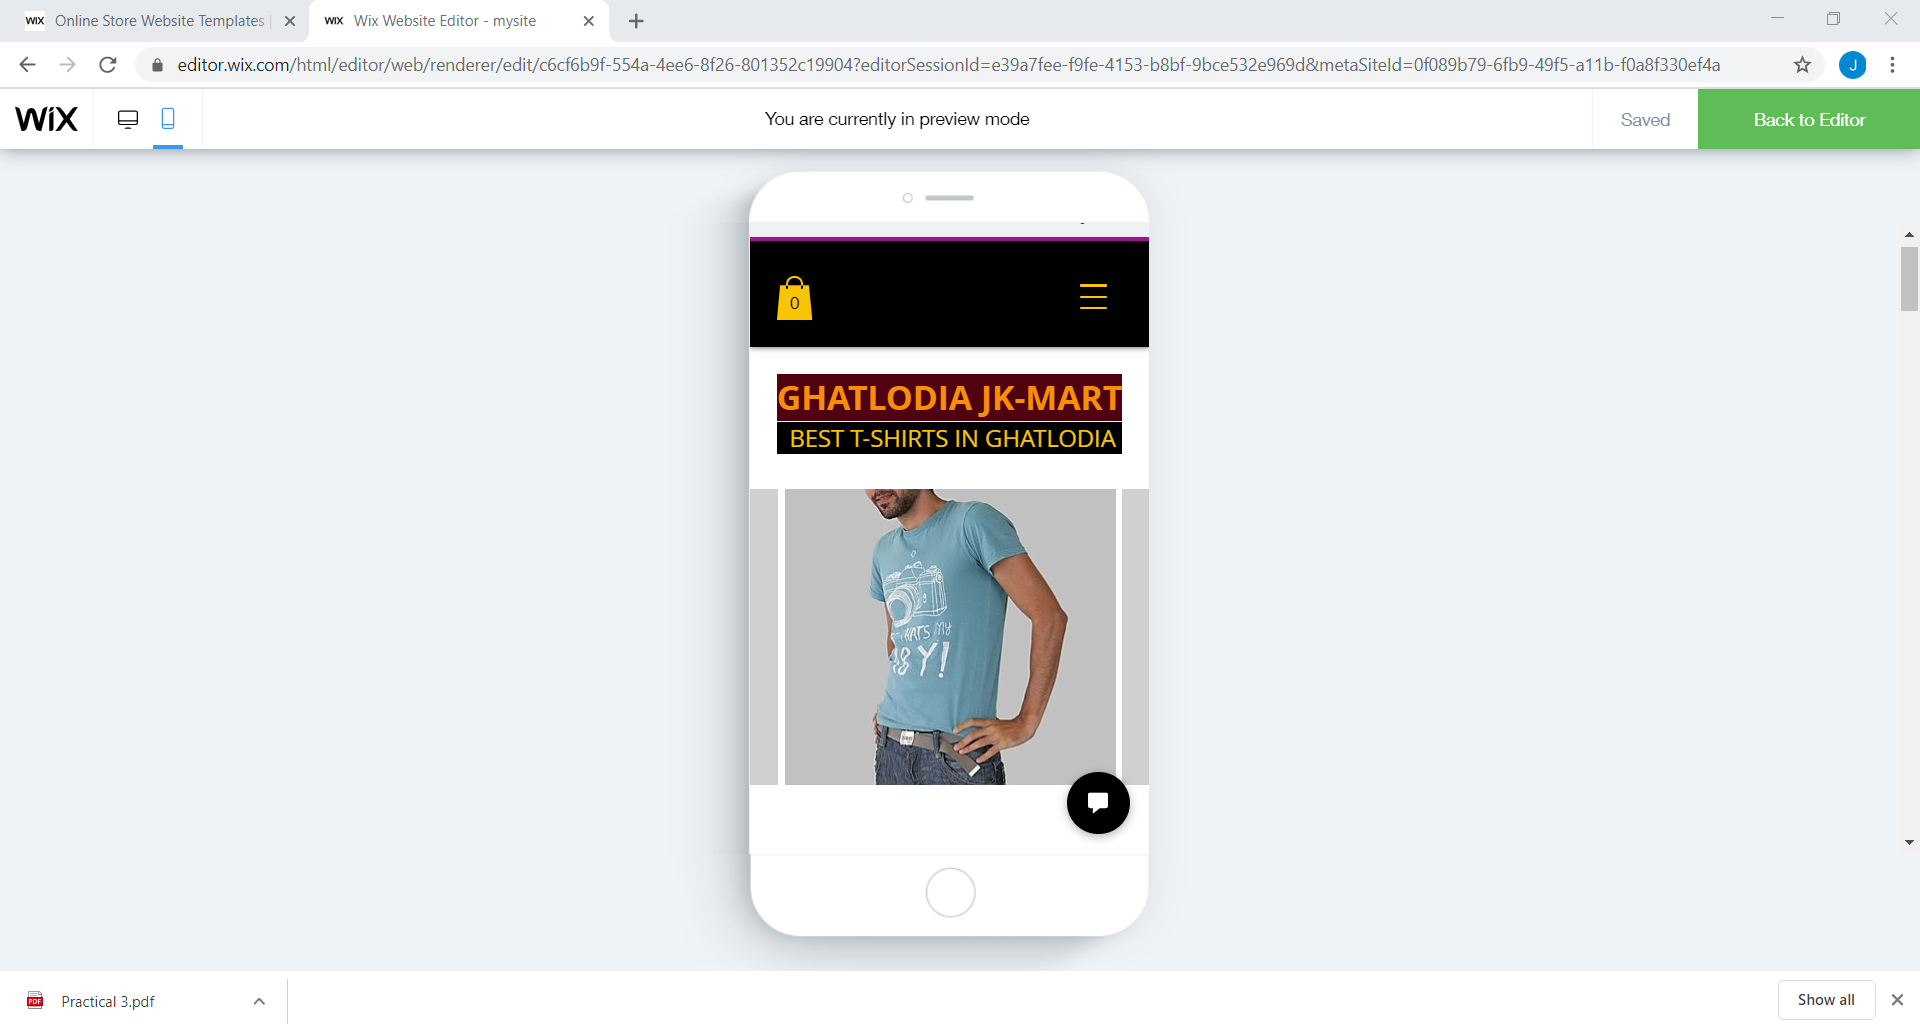 WIX Online Store Website Templates |
WIX Wix Website Editor - mysite
editor.wix.com/html/editor/web/renderer/edit/c6cf6b9f-554a-4ee6-8f26-801352c19904?editorSessionId=e39a7fee-f9fe-4153-b8bf-9bce532e969d&metaSiteId=0f089b79-6fb9-49f5-a11b-f0a8f330ef4a
J
WIX
You are currently in preview mode
Saved
Back to Editor
0
GHATLODIA JK-MART
BEST T-SHIRTS IN GHATLODIA
MY
BY!
PDF
Practical 3.pdf
Show all